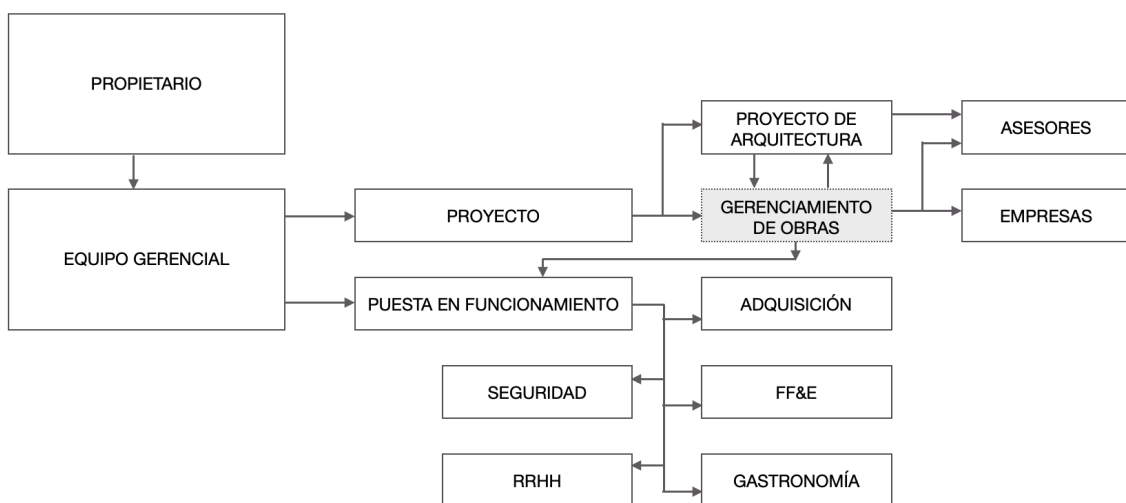 PROPIETARIO
PROYECTO DE
ARQUITECTURA
ASESORES
EQUIPO GERENCIAL
PROYECTO
GERENCIAMIENTO
DE OBRAS
EMPRESAS
PUESTA EN FUNCIONAMIENTO
ADQUISICIÓN
SEGURIDAD
FF&E
RRHH
GASTRONOMÍA